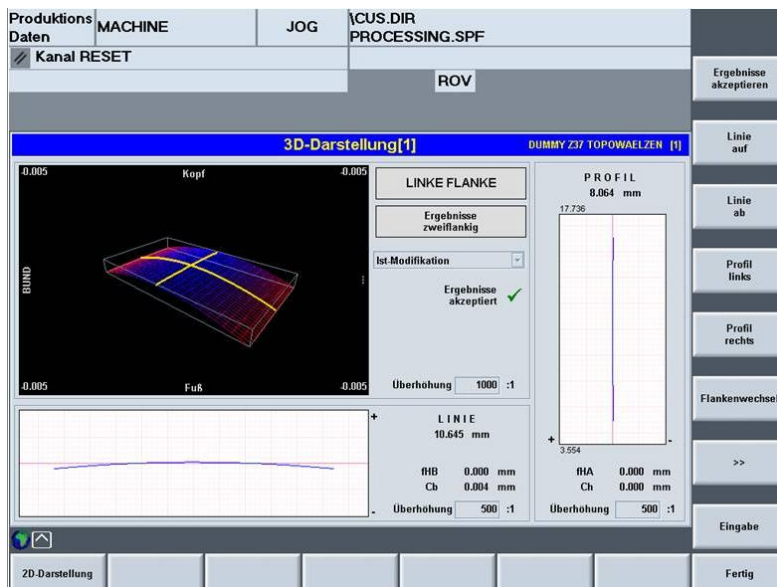 Produktions Daten
MACHINE
JOG
\CUS.DIR
PROCESSING.SPF
Kanal RESET
ROV
3D-Darstellung[1]
DUMMY Z37 TOPOWAELZEN [1]
-0.005
Kopf
-0.005
BUND
-0.005
Fuß
-0.005
LINKE FLANKE
Ergebnisse
zweiflankig
Ist-Modifikation
Ergebnisse
akzeptiert
Überhöhung 1000 :1
PROFIL
8.064 mm
17.736
+ -
3.554
fHA 0.000 mm
Ch 0.000 mm
Überhöhung 500 :1
+
-
LINIE
10.645 mm
fHB 0.000 mm
Cb 0.004 mm
Überhöhung 500 :1
Ergebnisse
akzeptieren
Linie
auf
Linie
ab
Profil
links
Profil
rechts
Flankenwechsel
>>
Eingabe
2D-Darstellung
Fertig